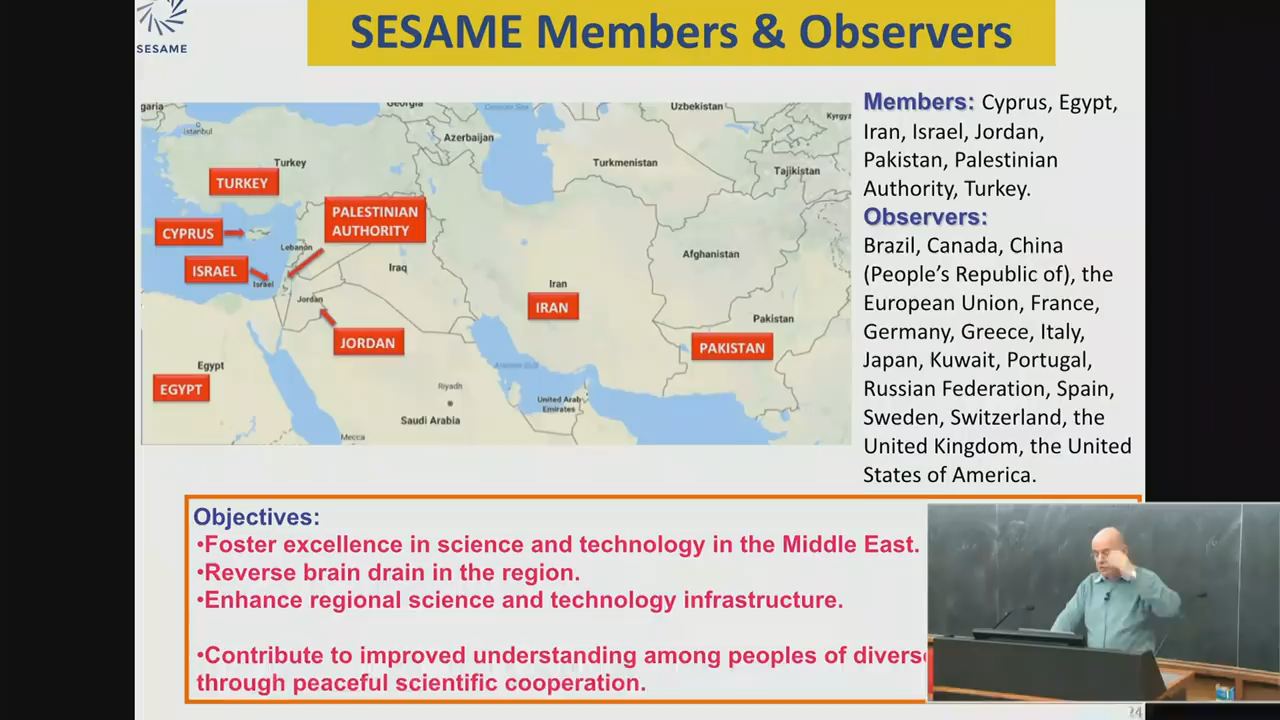 SESAME
SESAME Members & Observers
Members: Cyprus, Egypt,
Iran, Israel, Jordan,
Pakistan, Palestinian
Authority, Turkey.
Observers:
Brazil, Canada, China
(People's Republic of), the
European Union, France,
Germany, Greece, Italy,
Japan, Kuwait, Portugal,
Russian Federation, Spain,
Sweden, Switzerland, the
United Kingdom, the United
States of America.
garia
Georgia
Uzbekistan
Kyrgyz
Istanbul
Azerbaijan
Turkey
Turkmenistan
Tajikistan
TURKEY
PALESTINIAN
AUTHORITY
CYPRUS
Lebanon
Afghanistan
ISRAEL
Israel
Iraq
Iran
Jordan
IRAN
Pakistan
JORDAN
PAKISTAN
Egypt
EGYPT
Riyadh
United Arab
Emirates
Saudi Arabia
Mecca
Objectives:
•Foster excellence in science and technology in the Middle East.
•Reverse brain drain in the region.
•Enhance regional science and technology infrastructure.
•Contribute to improved understanding among peoples of divers
through peaceful scientific cooperation.
24